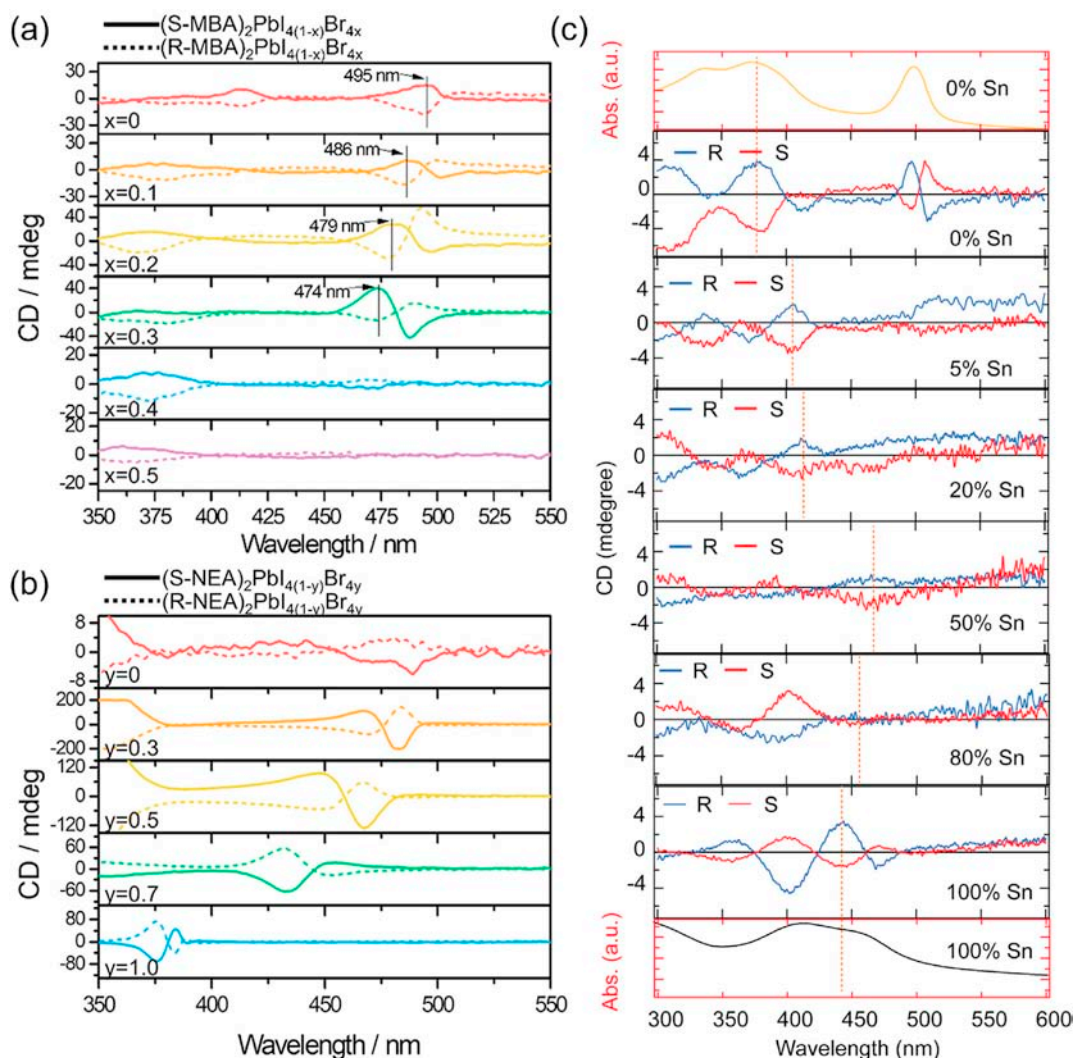 (a)
(S-MBA)₂PbI₄₍₁₋ₓ₎Br₄ₓ
(R-MBA)₂PbI₄₍₁₋ₓ₎Br₄ₓ
CD / mdeg
30
0
-30
495 nm
x=0
30
0
-30
486 nm
x=0.1
40
0
-40
479 nm
x=0.2
40
0
-40
474 nm
x=0.3
20
0
-20
x=0.4
20
0
-20
x=0.5
350 375 400 425 450 475 500 525 550
Wavelength / nm
(b)
(S-NEA)₂PbI₄₍₁₋y₎Br₄y
(R-NEA)₂PbI₄₍₁₋y₎Br₄y
CD / mdeg
8
0
-8
y=0
200
0
-200
y=0.3
120
0
-120
y=0.5
60
0
-60
y=0.7
80
0
-80
y=1.0
350 400 450 500 550
Wavelength / nm
(c)
Abs. (a.u.)
0% Sn
CD (mdegree)
R S
4
0
-4
0% Sn
R S
4
0
-4
5% Sn
R S
4
0
-4
20% Sn
R S
4
0
-4
50% Sn
R S
4
0
-4
80% Sn
R S
4
0
-4
100% Sn
Abs. (a.u.)
100% Sn
300 350 400 450 500 550 600
Wavelength (nm)